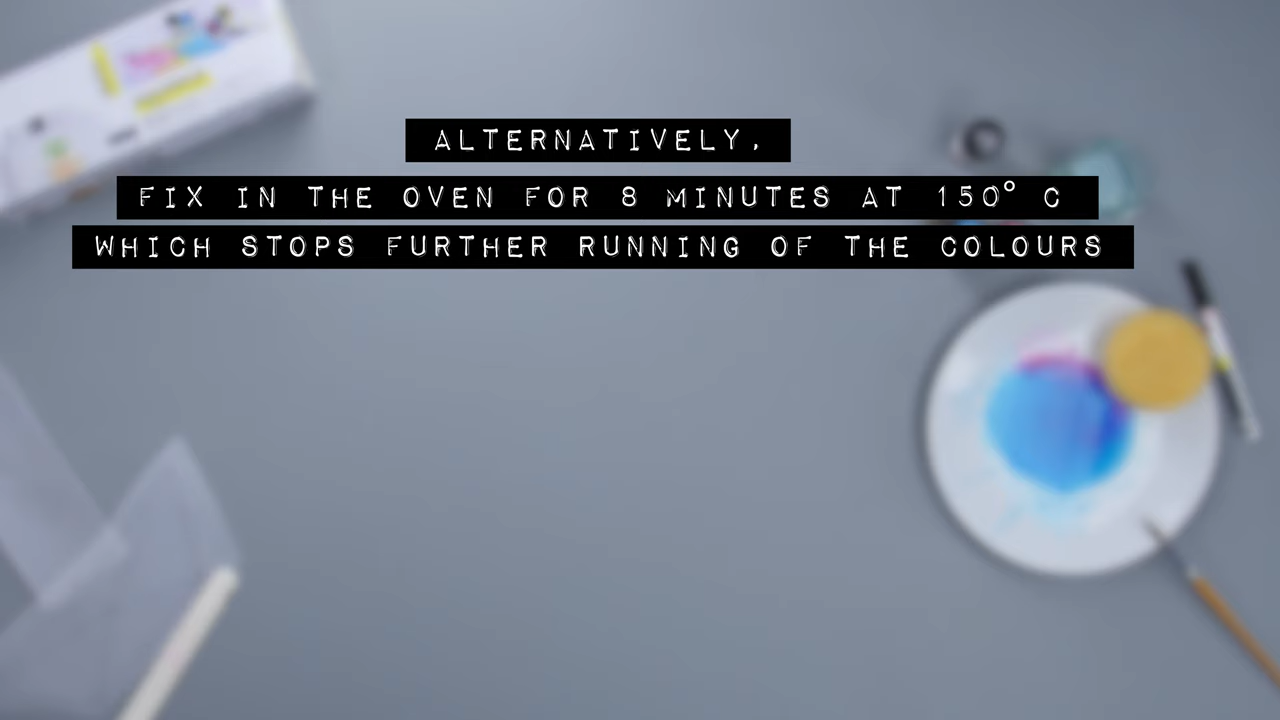 ALTERNATIVELY,
FIX IN THE OVEN FOR 8 MINUTES AT 150° C
WHICH STOPS FURTHER RUNNING OF THE COLOURS